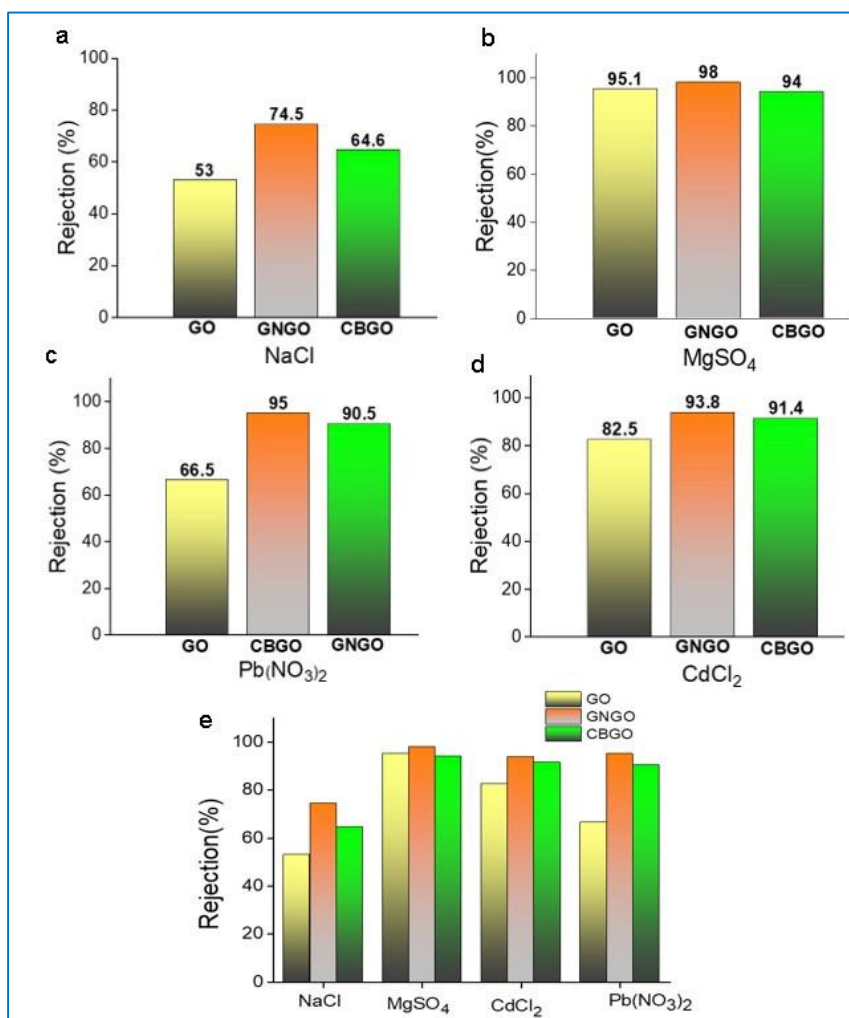 a
100
80
60
40
20
0
Rejection (%)
53
74.5
64.6
GO GNGO CBGO
NaCl
b
100
80
60
40
20
0
Rejection(%)
95.1
98
94
GO GNGO CBGO
MgSO₄
c
100
80
60
40
20
0
Rejection (%)
66.5
95
90.5
GO CBGO GNGO
Pb(NO₃)₂
d
100
80
60
40
20
0
Rejection (%)
82.5
93.8
91.4
GO GNGO CBGO
CdCl₂
e
GO
GNGO
CBGO
100
80
60
40
20
0
Rejection(%)
NaCl MgSO₄ CdCl₂ Pb(NO₃)₂